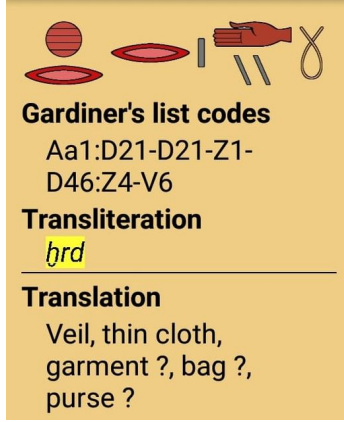 𓐍𓂋𓂋𓏤𓂧𓏭𓍱
Gardiner's list codes
Aa1:D21-D21-Z1-
D46:Z4-V6
Transliteration
ḫrd
Translation
Veil, thin cloth,
garment ?, bag ?,
purse ?